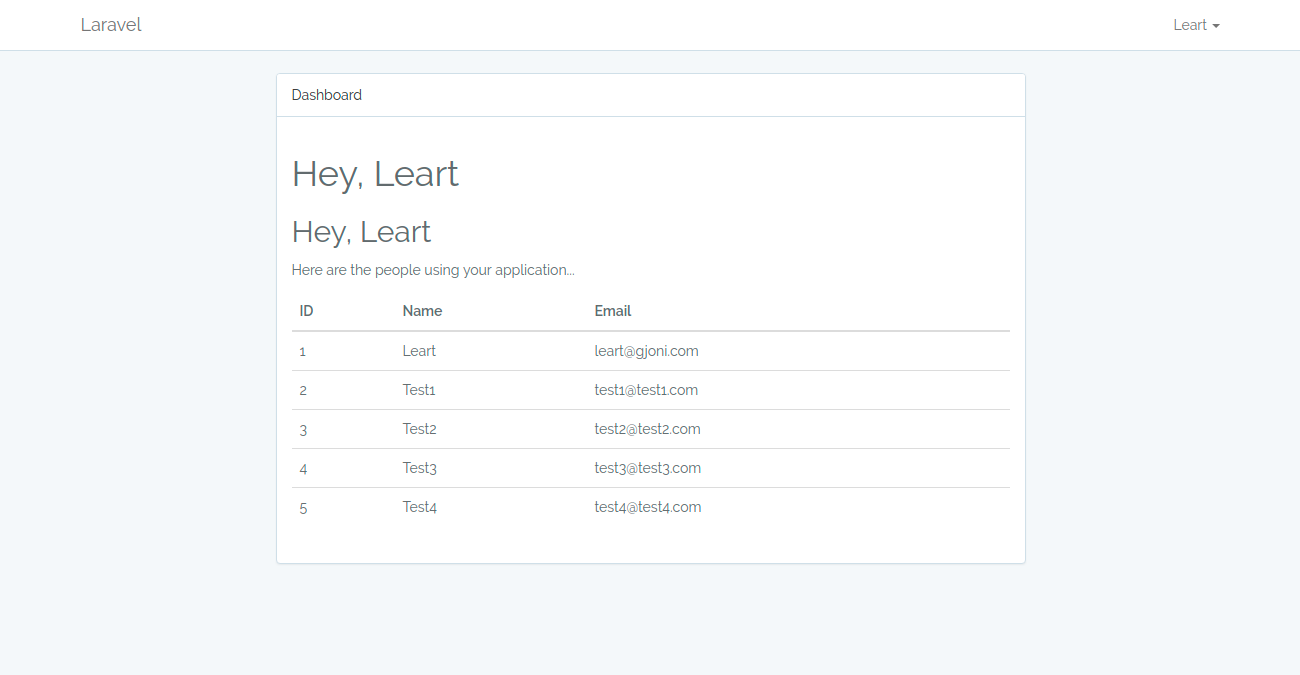 Laravel Leart
Dashboard
Hey, Leart
Hey, Leart
Here are the people using your application...
ID Name Email
1 Leart leart@gjoni.com
2 Test1 test1@test1.com
3 Test2 test2@test2.com
4 Test3 test3@test3.com
5 Test4 test4@test4.com